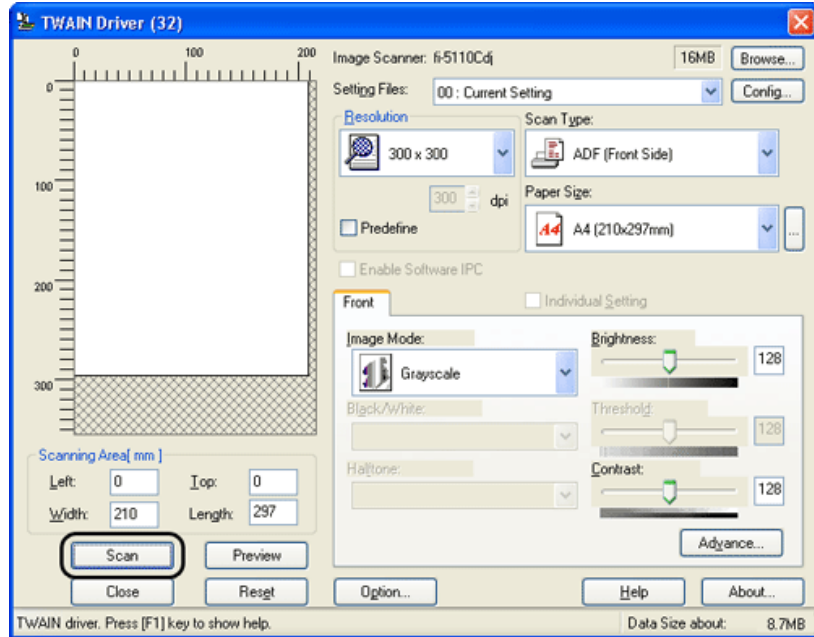 TWAIN Driver (32)
0 100 200
0
100
200
300
Image Scanner: fi-5110Cdj 16MB Browse...
Setting Files: 00 : Current Setting Config...
Resolution
300 x 300
300 dpi
Predefine
Scan Type:
ADF (Front Side)
Paper Size:
A4 A4 (210x297mm) ...
Enable Software IPC
Front
Individual Setting
Image Mode:
Grayscale
Black/White:
Halftone:
Brightness:
128
Threshold:
128
Contrast:
128
Advance...
Scanning Area[ mm ]
Left: 0 Top: 0
Width: 210 Length: 297
Scan Preview
Close Reset Option... Help About...
TWAIN driver. Press [F1] key to show help. Data Size about: 8.7MB